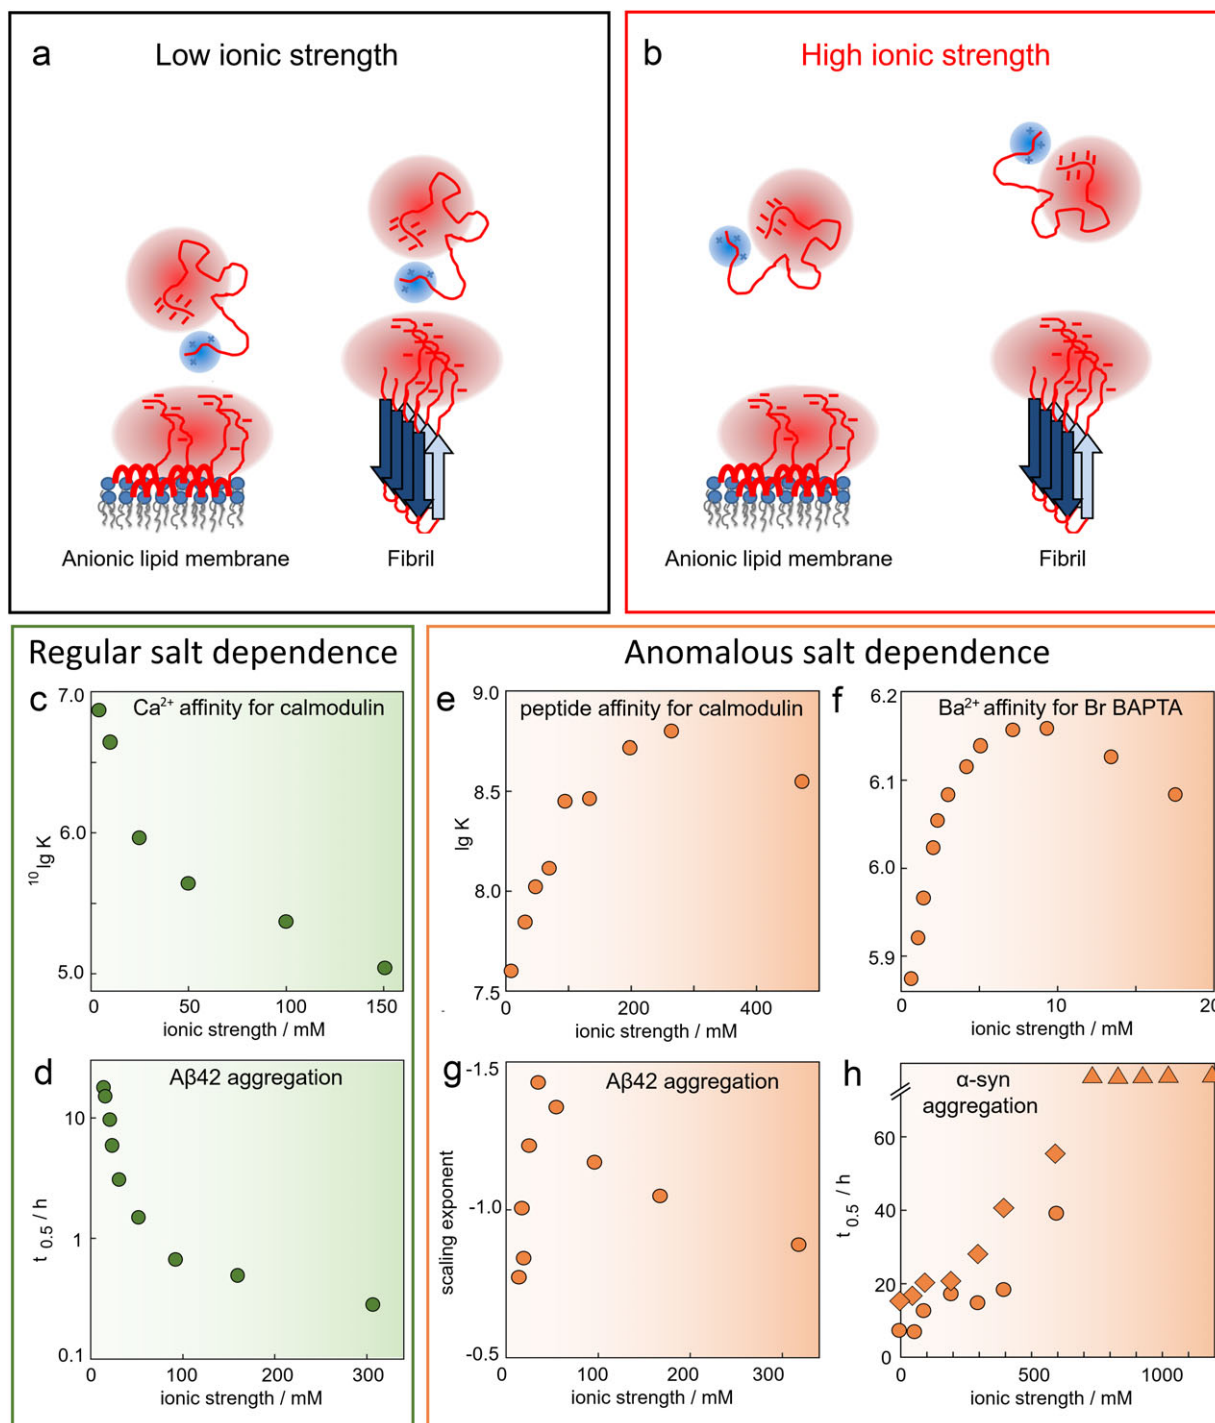 a
Low ionic strength
Anionic lipid membrane
Fibril
b
High ionic strength
Anionic lipid membrane
Fibril
Regular salt dependence
c
Ca²⁺ affinity for calmodulin
7.0
6.0
5.0
¹⁰lg K
0
50
100
150
ionic strength / mM
d
Aβ42 aggregation
10
1
0.1
t 0.5 / h
0
100
200
300
ionic strength / mM
Anomalous salt dependence
e
peptide affinity for calmodulin
9.0
8.5
8.0
7.5
lg K
0
200
400
ionic strength / mM
f
Ba²⁺ affinity for Br BAPTA
6.2
6.1
6.0
5.9
0
10
20
ionic strength / mM
g
Aβ42 aggregation
-1.5
-1.0
-0.5
scaling exponent
0
100
200
300
ionic strength / mM
h
α-syn
aggregation
60
40
20
0
t 0.5 / h
0
500
1000
ionic strength / mM